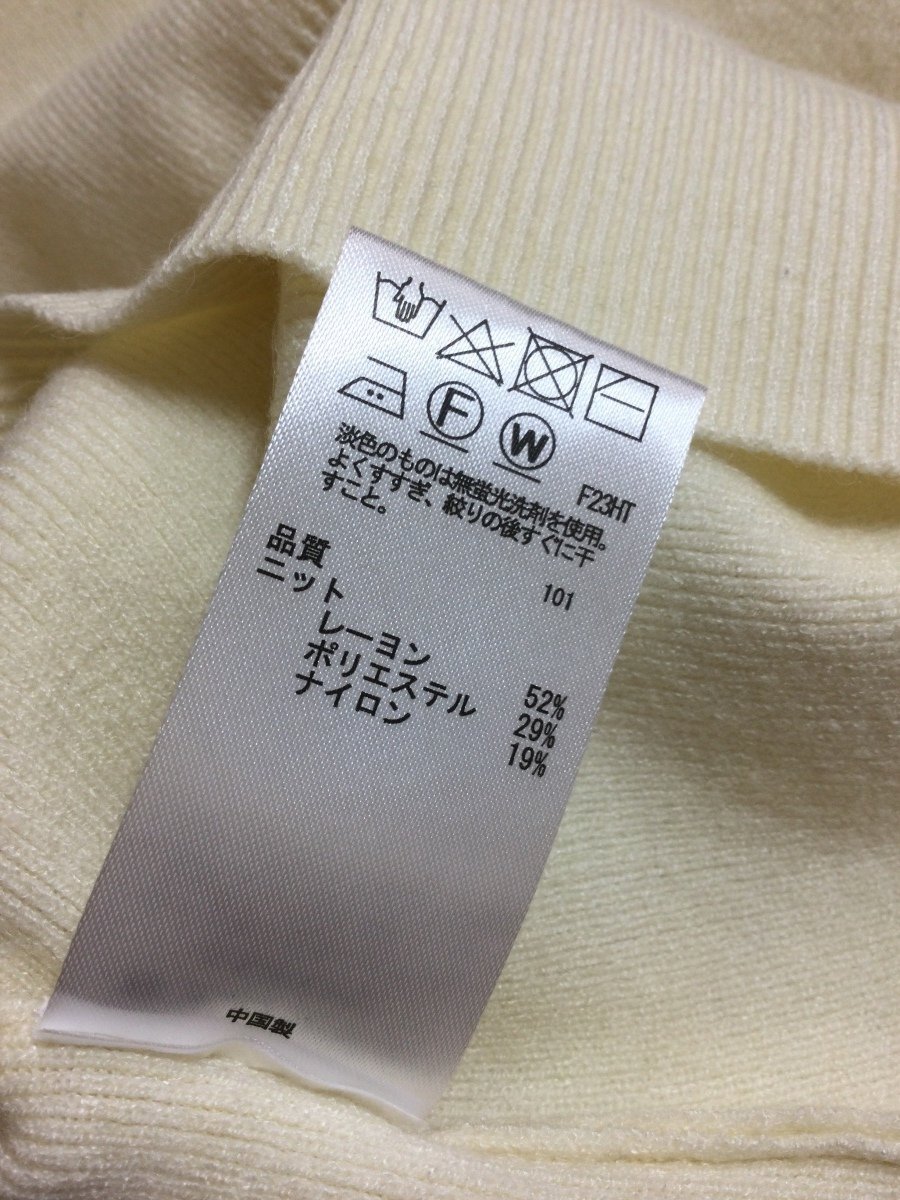 F
W
F23HT
淡色のものは無蛍光洗剤を使用。
よくすすぎ、絞りの後すぐに干
すこと。
101
品質
ニット
レーヨン 52%
ポリエステル 29%
ナイロン 19%
中国製